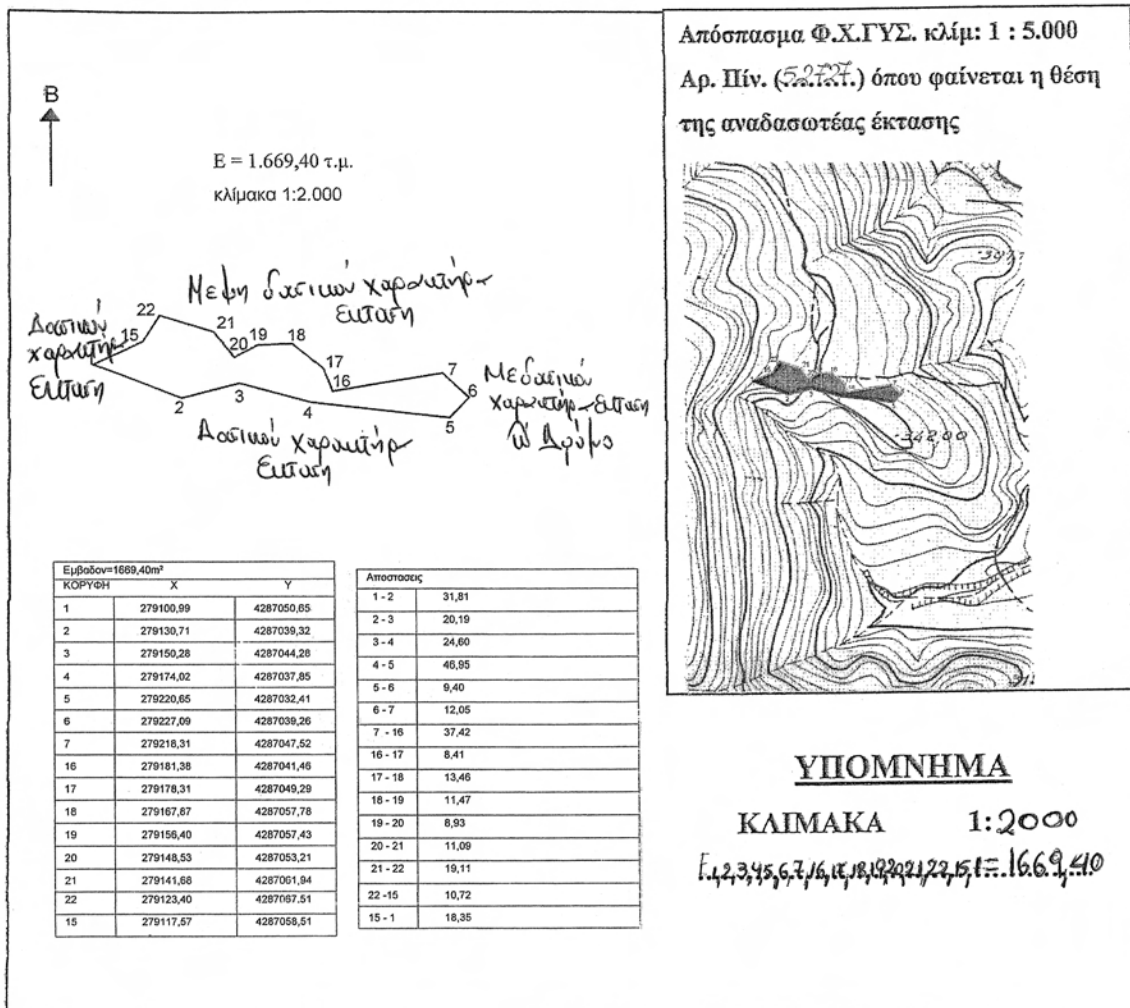 Απόσπασμα Φ.Χ.ΓΥΣ. κλίμ: 1 : 5.000
Αρ. Πίν. (52727) όπου φαίνεται η θέση
της αναδασωτέας έκτασης
Β
Ε = 1.669,40 τ.μ.
κλίμακα 1:2.000
Μερη δασικού χαρακτήρα
Εκταση
Δασικού
χαρακτήρα
Εκταση
22
15
21
20
19
18
17
16
7
6
5
4
3
2
Με δασικού
χαρακτήρα Εκταση
Δασικού χαρακτήρα
Εκταση
342,00
Εμβαδον=1669,40m²
ΚΟΡΥΦΗ X Y
1 279100,99 4287050,65
2 279130,71 4287039,32
3 279150,28 4287044,28
4 279174,02 4287037,85
5 279220,65 4287032,41
6 279227,09 4287039,26
7 279218,31 4287047,52
16 279181,38 4287041,46
17 279178,31 4287049,29
18 279167,87 4287057,78
19 279156,40 4287057,43
20 279148,53 4287053,21
21 279141,68 4287061,94
22 279123,40 4287067,51
15 279117,57 4287058,51
Αποστασεις
1 - 2 31,81
2 - 3 20,19
3 - 4 24,60
4 - 5 46,95
5 - 6 9,40
6 - 7 12,05
7 - 16 37,42
16 - 17 8,41
17 - 18 13,46
18 - 19 11,47
19 - 20 8,93
20 - 21 11,09
21 - 22 19,11
22 -15 10,72
15 - 1 18,35
ΥΠΟΜΝΗΜΑ
ΚΛΙΜΑΚΑ 1:2000
Ε.1,2,3,4,5,6,7,16,17,18,19,20,21,22,15,1=1669,40